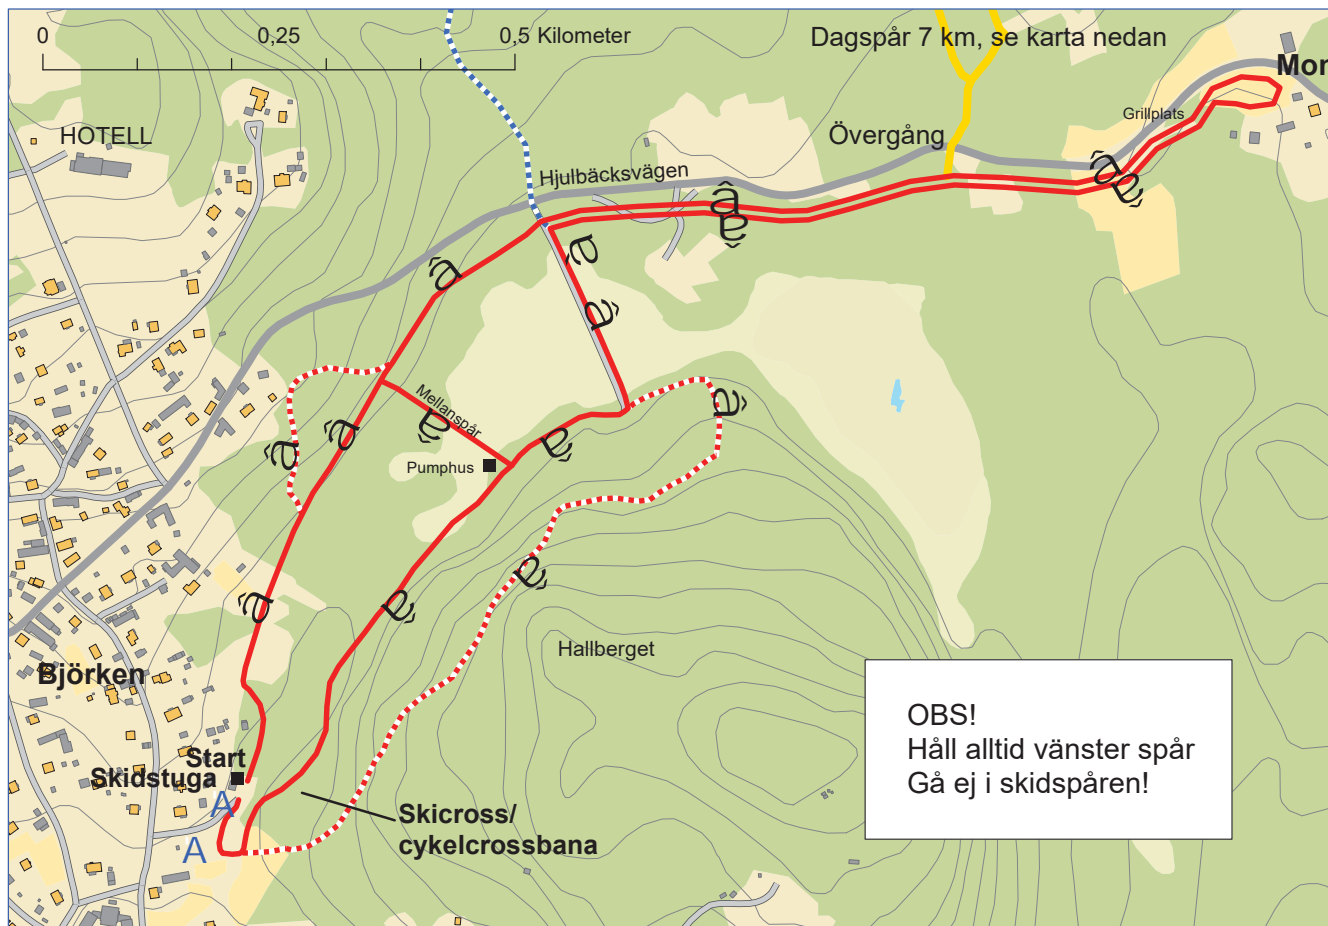 0 0,25 0,5 Kilometer
Dagspår 7 km, se karta nedan
Mor
Grillplats
HOTELL
Övergång
Hjulbäcksvägen
â
â
â
â
â
â
â
â
Mellanspår
â
â
â
â
â
Pumphus
â
â
â
Hallberget
Björken
OBS!
Håll alltid vänster spår
Gå ej i skidspåren!
Start
Skidstuga
A
A
Skicross/
cykelcrossbana